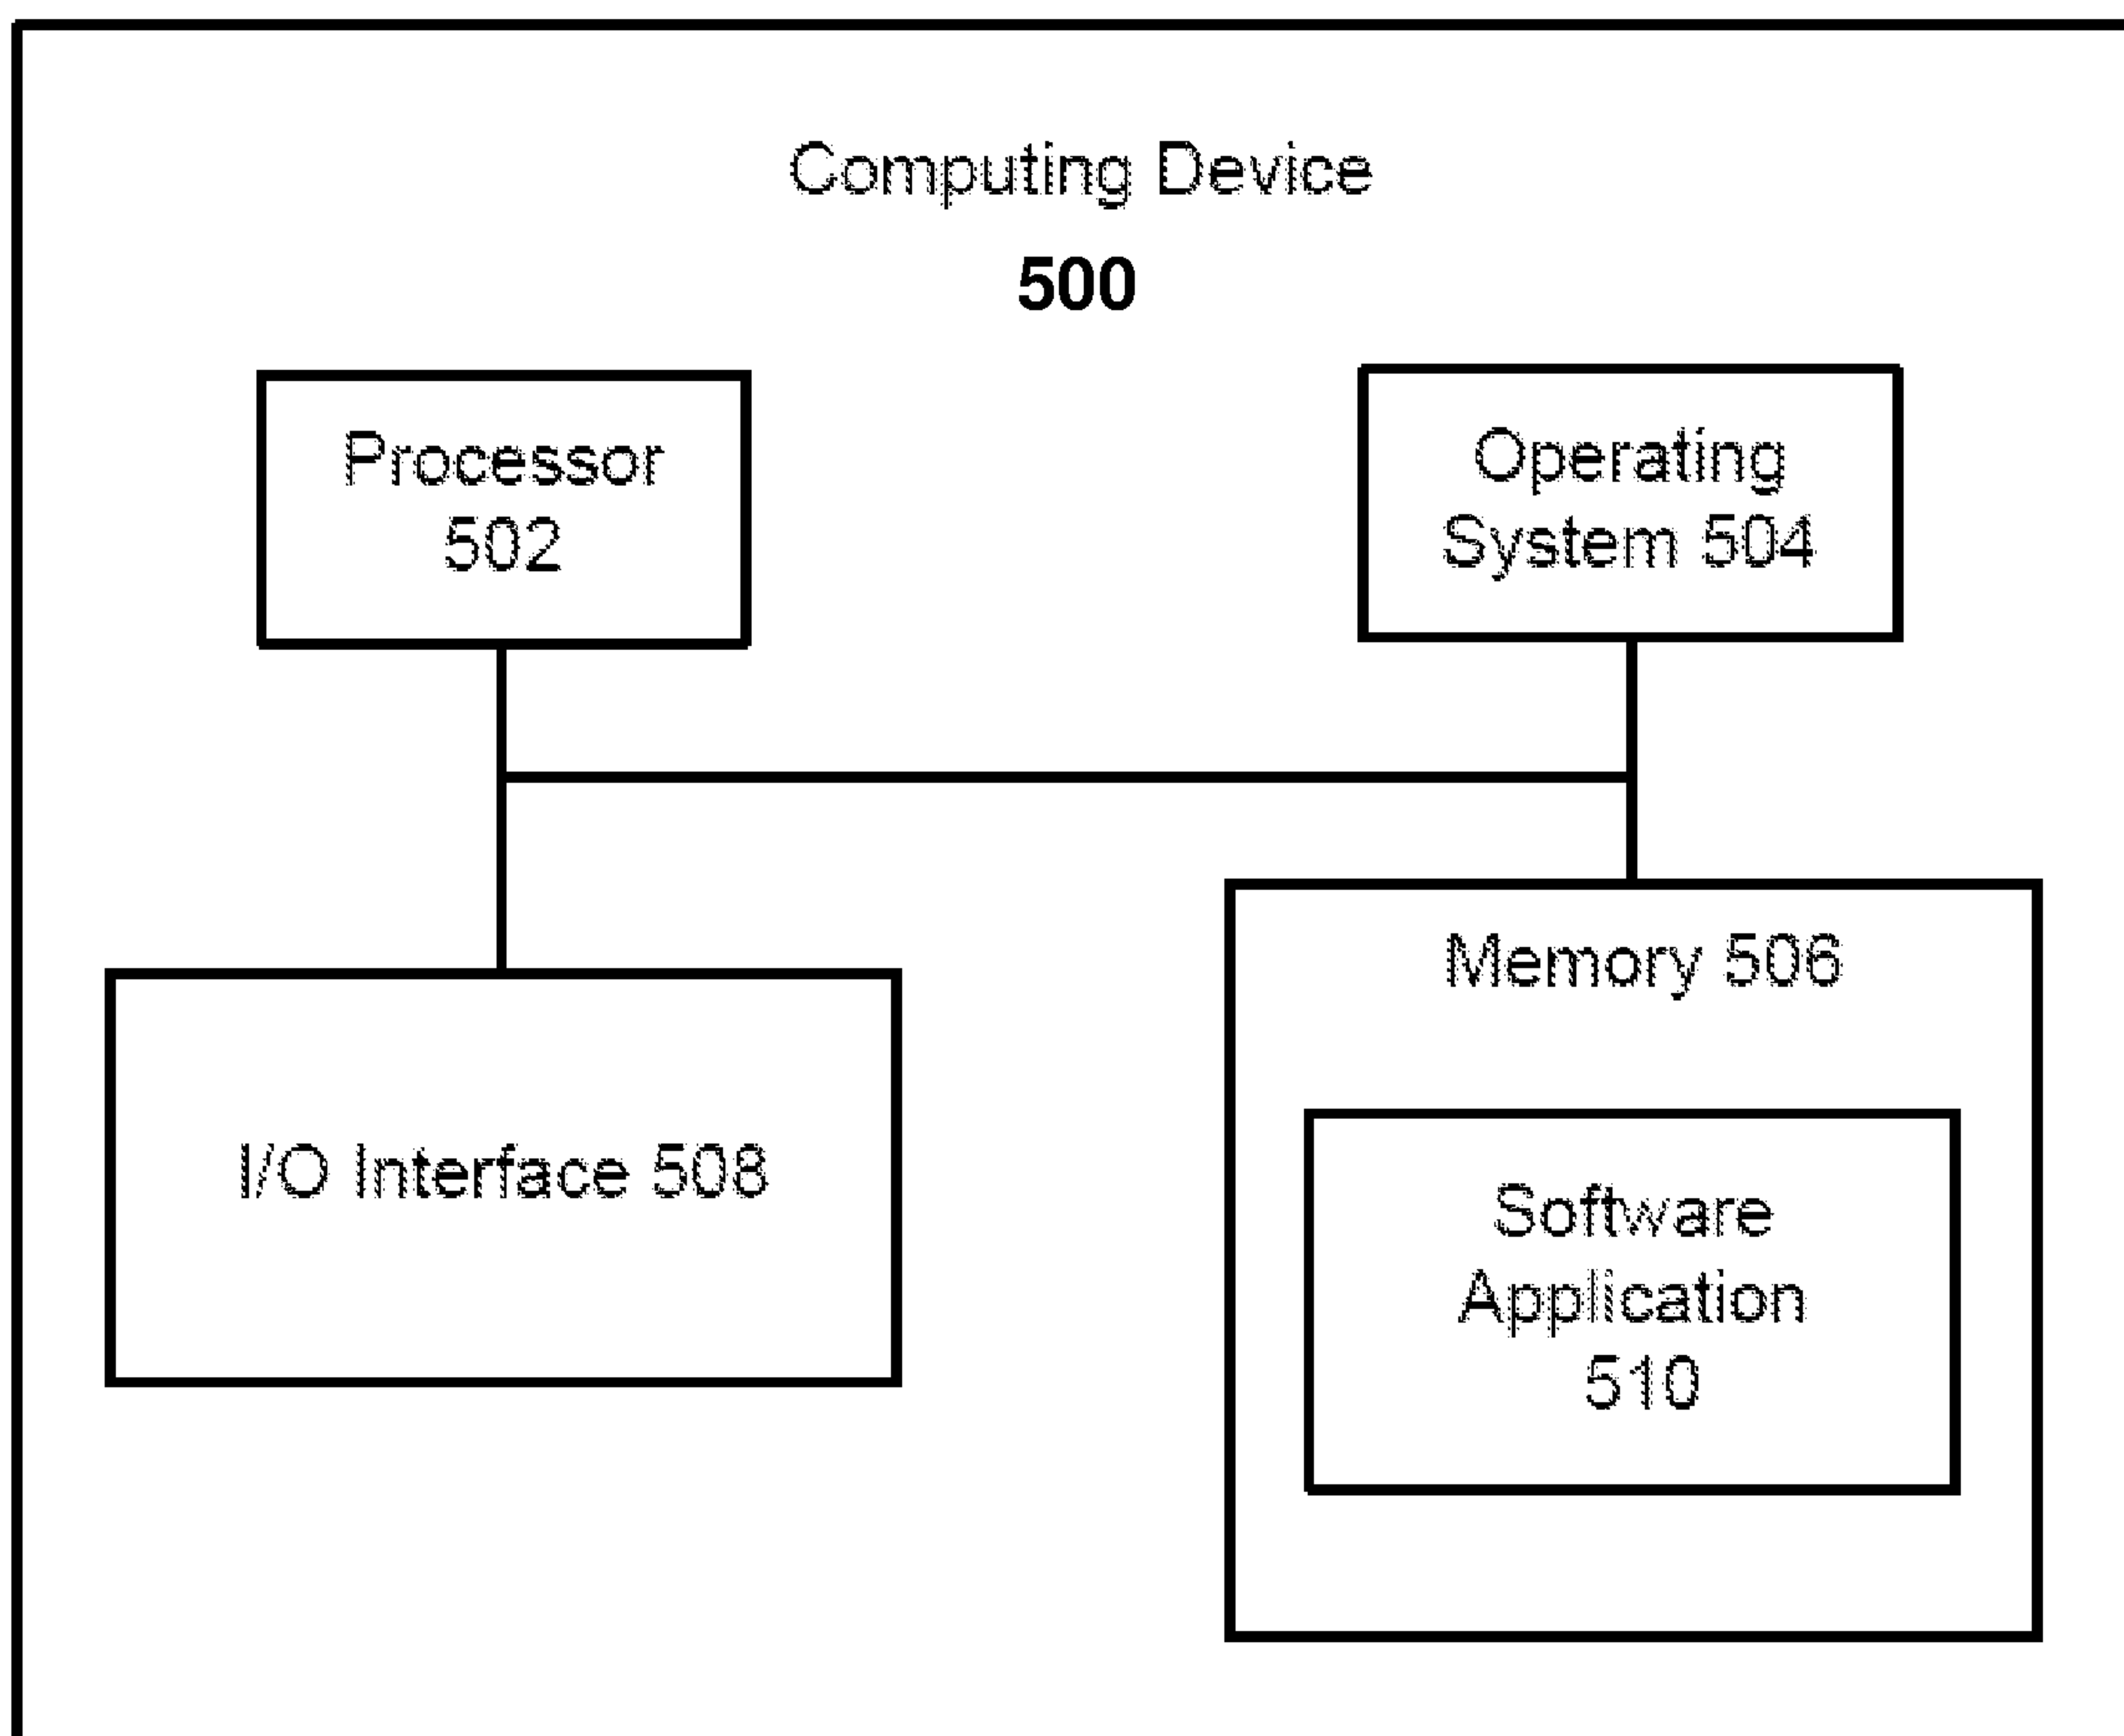 Computing Device
500
Processor
502
Operating
System 504
I/O Interface 508
Memory 506
Software
Application
510